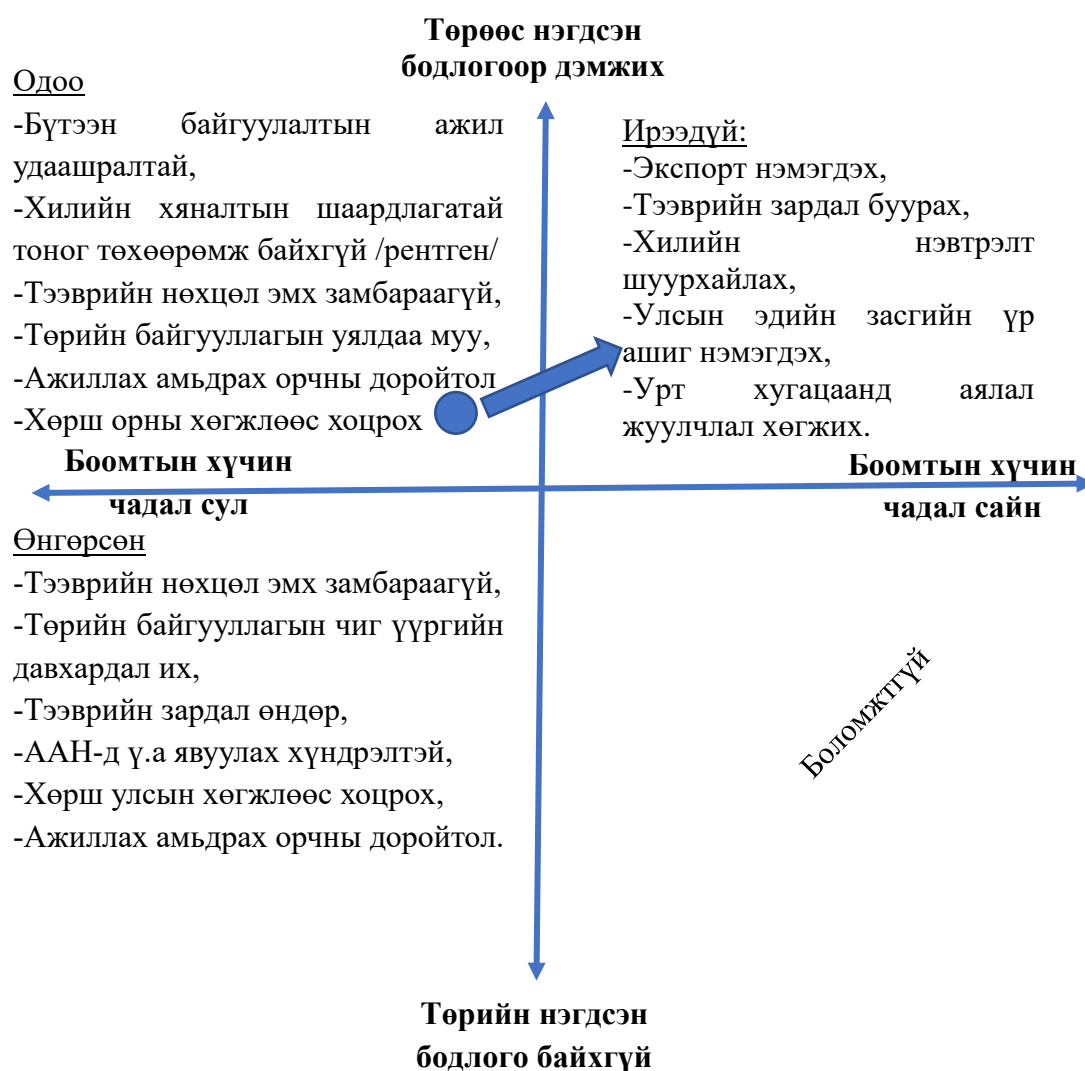 Төрөөс нэгдсэн
бодлогоор дэмжих
Одоо
-Бүтээн байгуулалтын ажил
удаашралтай,
-Хилийн хяналтын шаардлагатай
тоног төхөөрөмж байхгүй /рентген/
-Тээврийн нөхцөл эмх замбараагүй,
-Төрийн байгууллагын уялдаа муу,
-Ажиллах амьдрах орчны доройтол
-Хөрш орны хөгжлөөс хоцрох
Ирээдүй:
-Экспорт нэмэгдэх,
-Тээврийн зардал буурах,
-Хилийн нэвтрэлт
шуурхайлах,
-Улсын эдийн засгийн үр
ашиг нэмэгдэх,
-Урт хугацаанд аялал
жуулчлал хөгжих.
Боомтын хүчин
чадал сул
Боомтын хүчин
чадал сайн
Өнгөрсөн
-Тээврийн нөхцөл эмх замбараагүй,
-Төрийн байгууллагын чиг үүргийн
давхардал их,
-Тээврийн зардал өндөр,
-ААН-д ү.а явуулах хүндрэлтэй,
-Хөрш улсын хөгжлөөс хоцрох,
-Ажиллах амьдрах орчны доройтол.
Боломжтгүй
Төрийн нэгдсэн
бодлого байхгүй